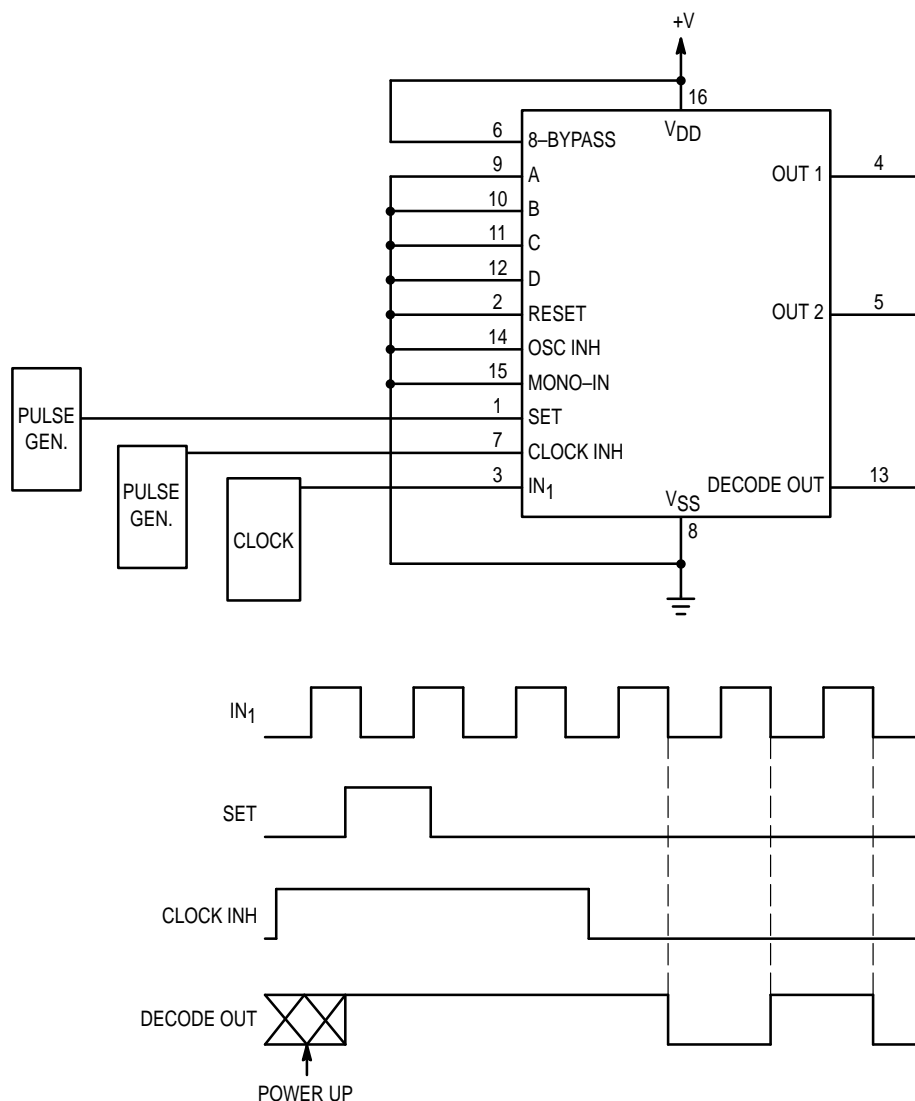 +V
16
6
8–BYPASS
VDD
9
A
OUT 1
4
10
B
11
C
12
D
2
RESET
OUT 2
5
14
OSC INH
15
MONO–IN
PULSE
GEN.
1
SET
7
CLOCK INH
PULSE
GEN.
3
IN1
DECODE OUT
13
CLOCK
VSS
8
IN1
SET
CLOCK INH
DECODE OUT
POWER UP